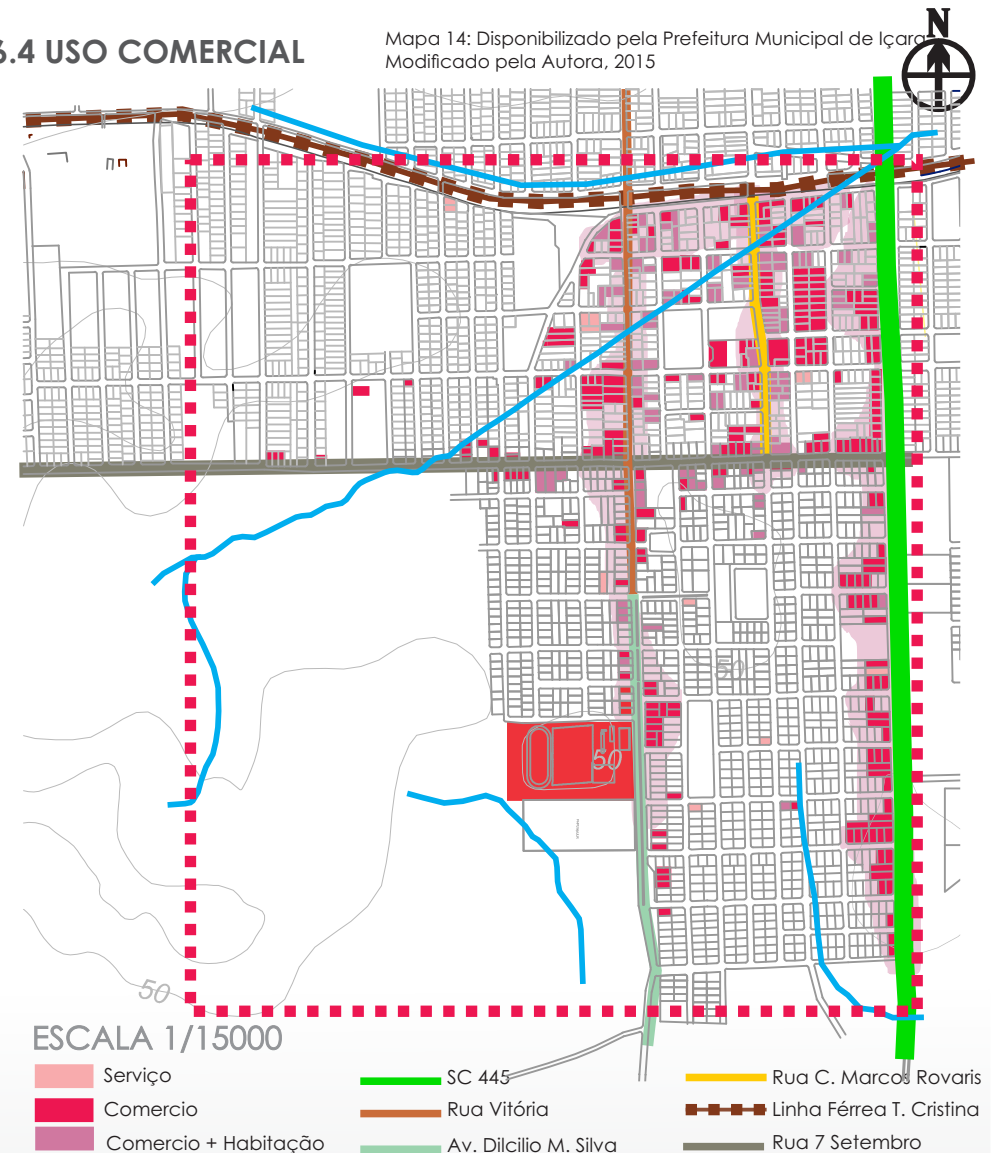 6.4 USO COMERCIAL
Mapa 14: Disponibilizado pela Prefeitura Municipal de Içara
Modificado pela Autora, 2015
N
50
50
50
ESCALA 1/15000
Serviço
SC 445
Rua C. Marcos Rovaris
Comercio
Rua Vitória
Linha Férrea T. Cristina
Comercio + Habitação
Av. Dilcilio M. Silva
Rua 7 Setembro